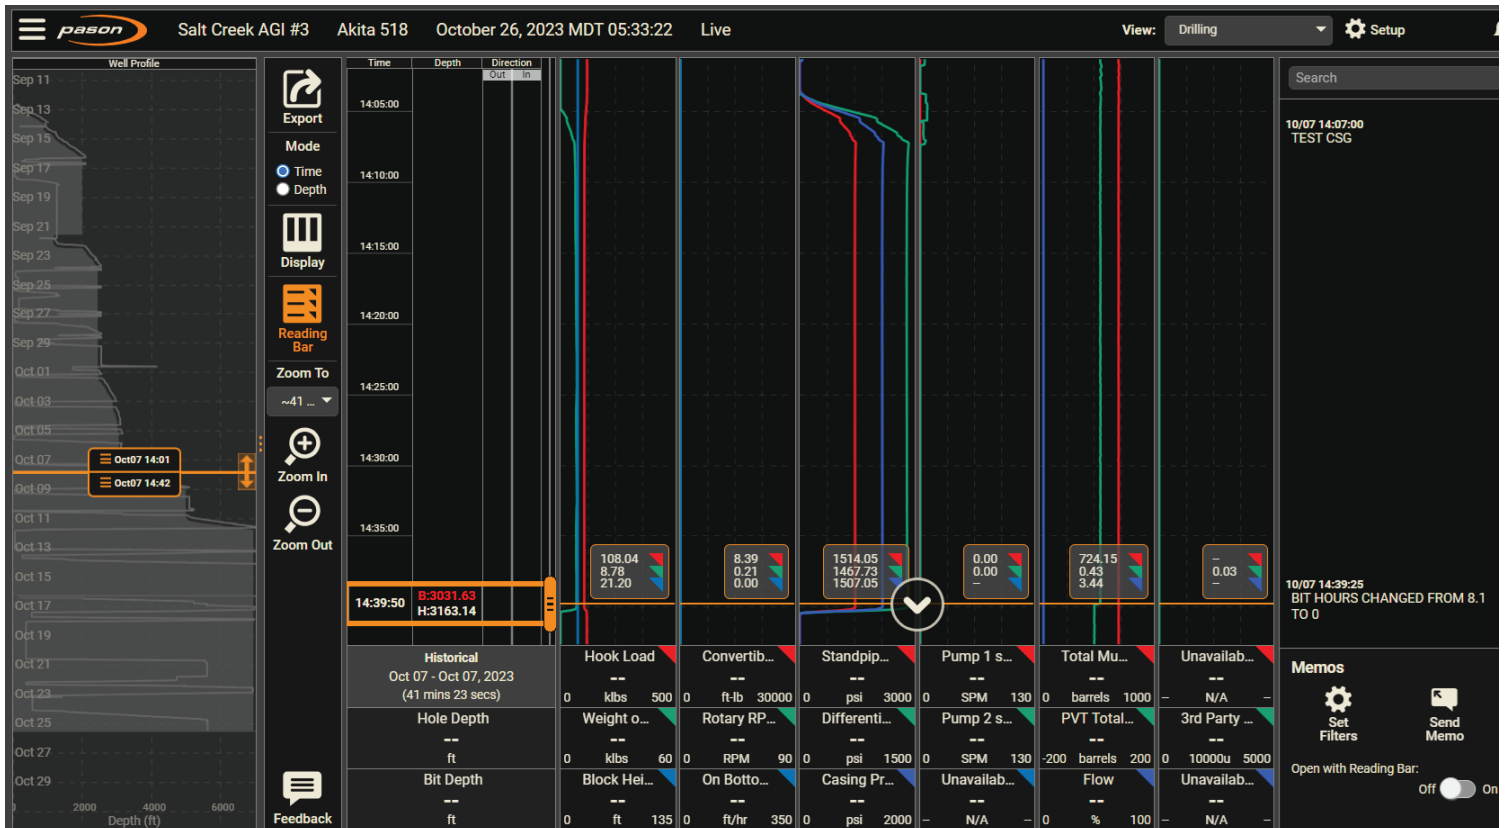 pason
Salt Creek AGI #3 Akita 518 October 26, 2023 MDT 05:33:22 Live View: Drilling Setup
Well Profile
Sep 11
Sep 13
Sep 15
Sep 17
Sep 19
Sep 21
Sep 23
Sep 25
Sep 27
Sep 29
Oct 01
Oct 03
Oct 05
Oct 07
Oct07 14:01
Oct07 14:42
Oct 09
Oct 11
Oct 13
Oct 15
Oct 17
Oct 19
Oct 21
Oct 23
Oct 25
Oct 27
Oct 29
0 2000 4000 6000
Depth (ft)
Export
Mode
Time
Depth
Display
Reading
Bar
Zoom To
~41 ...
Zoom In
Zoom Out
Feedback
Time Depth Direction
Out In
14:05:00
14:10:00
14:15:00
14:20:00
14:25:00
14:30:00
14:35:00
14:39:50 B:3031.63
H:3163.14
108.04
8.78
21.20
8.39
0.21
0.00
1514.05
1467.73
1507.05
0.00
0.00
–
724.15
0.43
3.44
–
0.03
–
Historical
Oct 07 - Oct 07, 2023
(41 mins 23 secs)
Hole Depth
--
ft
Bit Depth
--
ft
Hook Load
--
0 klbs 500
Weight o...
--
0 klbs 60
Block Hei...
--
0 ft 135
Convertib...
--
0 ft-lb 30000
Rotary RP...
--
0 RPM 90
On Botto...
--
0 ft/hr 350
Standpip...
--
0 psi 3000
Differenti...
--
0 psi 1500
Casing Pr...
--
0 psi 2000
Pump 1 s...
--
0 SPM 130
Pump 2 s...
--
0 SPM 130
Unavailab...
--
– N/A –
Total Mu...
--
0 barrels 1000
PVT Total...
--
-200 barrels 200
Flow
--
0 % 100
Unavailab...
--
– N/A –
3rd Party ...
--
0 10000u 5000
Unavailab...
--
– N/A –
Search
10/07 14:07:00
TEST CSG
10/07 14:39:25
BIT HOURS CHANGED FROM 8.1
TO 0
Memos
Set
Filters
Send
Memo
Open with Reading Bar:
Off On